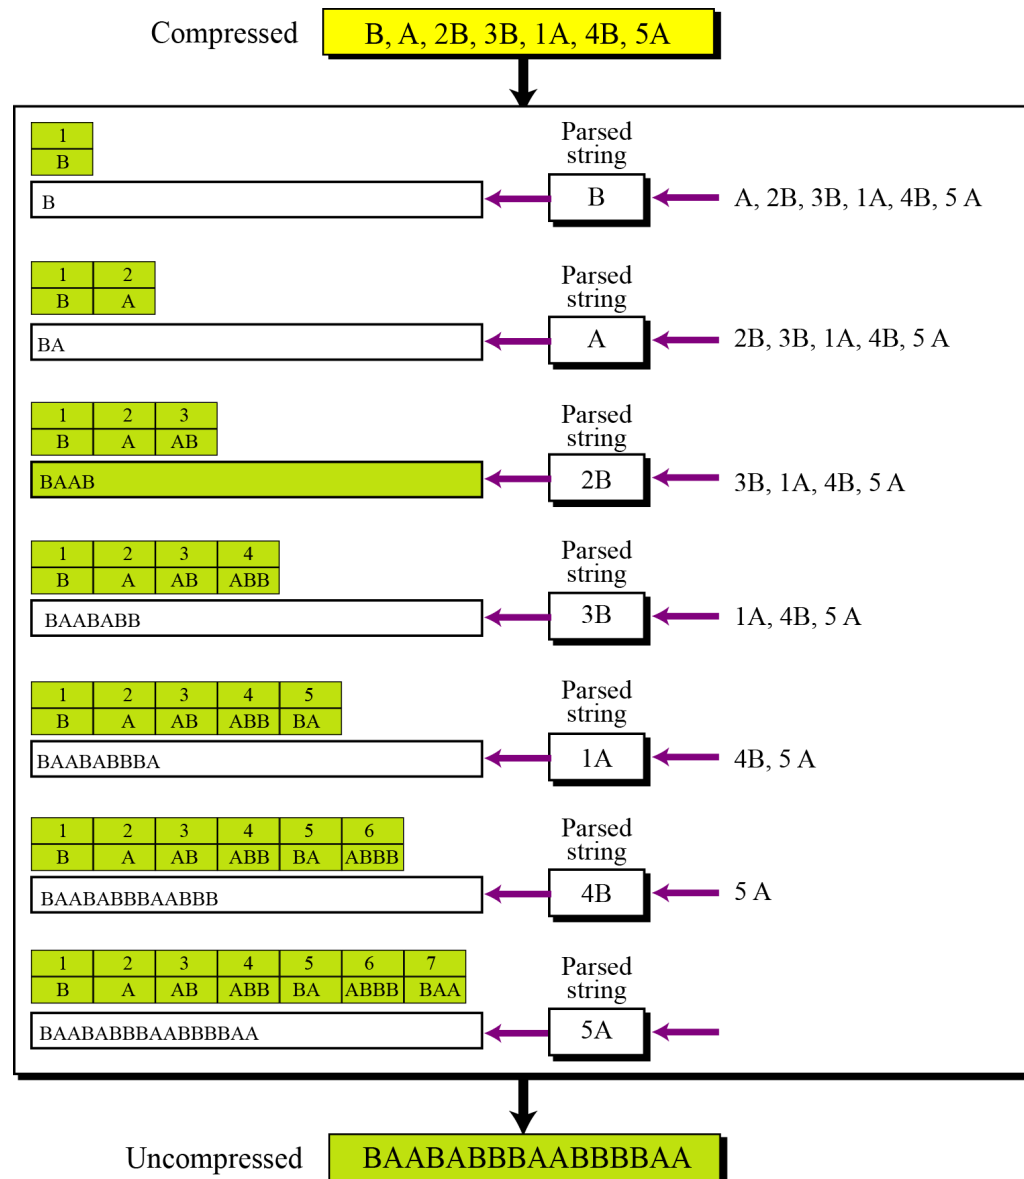 Compressed B, A, 2B, 3B, 1A, 4B, 5A
1
B
Parsed
string
B
B
A, 2B, 3B, 1A, 4B, 5 A
1 2
B A
Parsed
string
BA
A
2B, 3B, 1A, 4B, 5 A
1 2 3
B A AB
Parsed
string
BAAB
2B
3B, 1A, 4B, 5 A
1 2 3 4
B A AB ABB
Parsed
string
BAABABB
3B
1A, 4B, 5 A
1 2 3 4 5
B A AB ABB BA
Parsed
string
BAABABBBA
1A
4B, 5 A
1 2 3 4 5 6
B A AB ABB BA ABBB
Parsed
string
BAABABBBAABBB
4B
5 A
1 2 3 4 5 6 7
B A AB ABB BA ABBB BAA
Parsed
string
BAABABBBAABBBBAA
5A
Uncompressed BAABABBBAABBBBAA